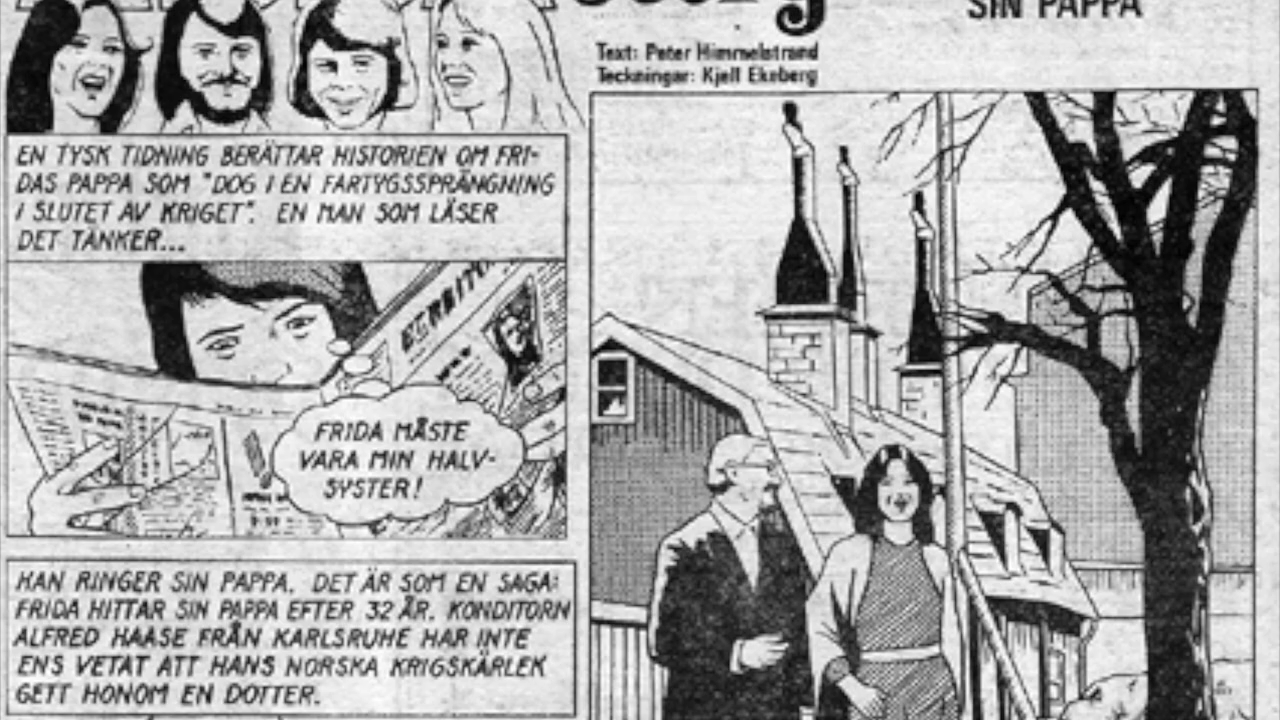 SIN PAPPA
Text: Peter Himmelstrand
Teckningar: Kjell Ekeberg
EN TYSK TIDNING BERÄTTAR HISTORIEN OM FRI-
DAS PAPPA SOM "DOG I EN FARTYGSSPRÄNGNING
I SLUTET AV KRIGET". EN MAN SOM LÄSER
DET TÄNKER...
FRIDA MÅSTE
VARA MIN HALV-
SYSTER!
HAN RINGER SIN PAPPA. DET ÄR SOM EN SAGA:
FRIDA HITTAR SIN PAPPA EFTER 32 ÅR. KONDITORN
ALFRED HAASE FRÅN KARLSRUHE HAR INTE
ENS VETAT ATT HANS NORSKA KRIGSKÄRLEK
GETT HONOM EN DOTTER.